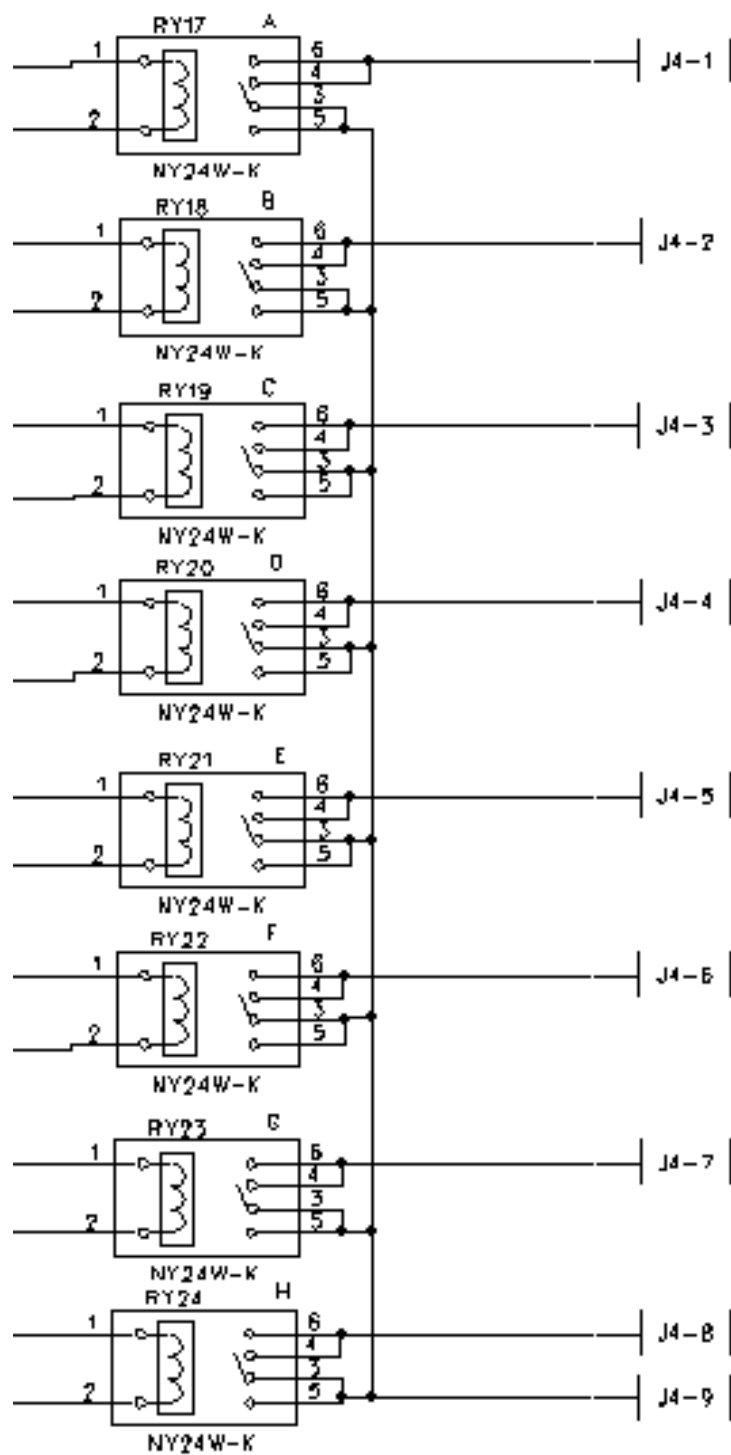 RY17 A
1 6 J4-1
4
3
2 5
NY24W-K
RY18 B
1 6 J4-2
4
3
2 5
NY24W-K
RY19 C
1 6 J4-3
4
3
2 5
NY24W-K
RY20 D
1 6 J4-4
4
3
2 5
NY24W-K
RY21 E
1 6 J4-5
4
3
2 5
NY24W-K
RY22 F
1 6 J4-6
4
3
2 5
NY24W-K
RY23 G
1 6 J4-7
4
3
2 5
NY24W-K
RY24 H
1 6 J4-8
4
3
2 5 J4-9
NY24W-K